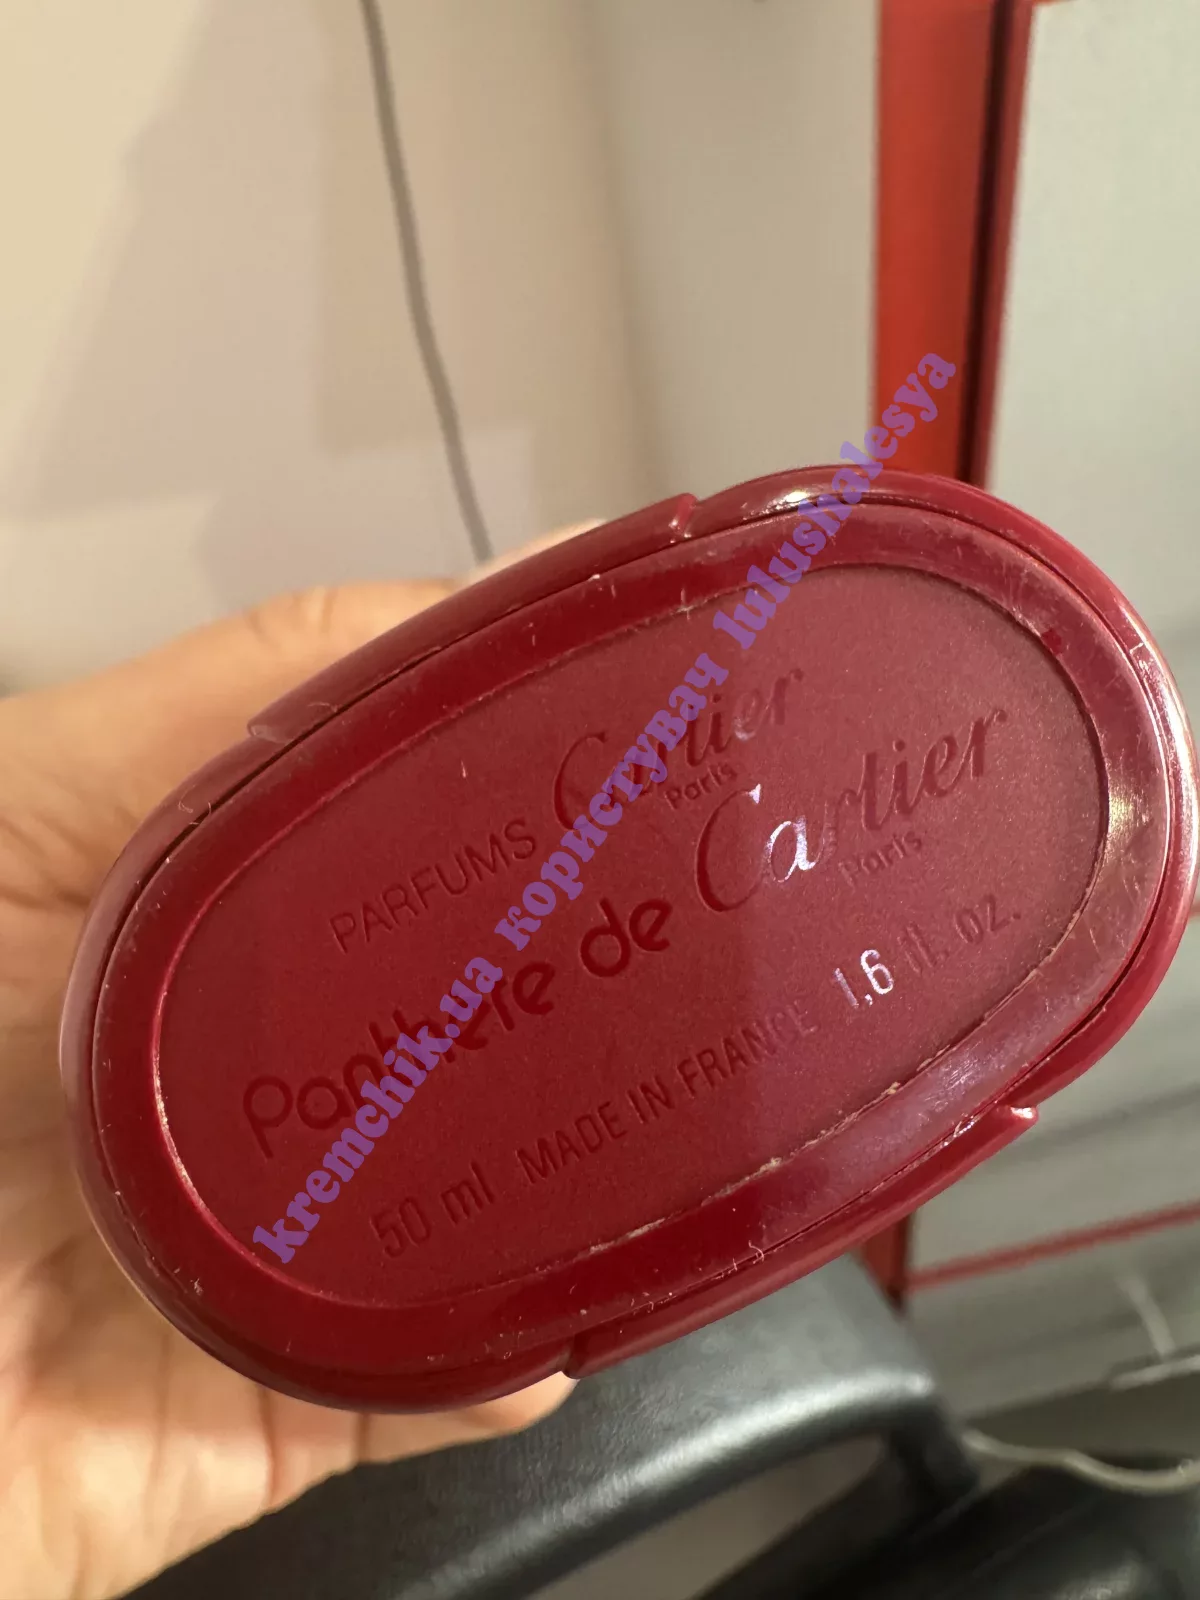 PARFUMS Cartier
Paris
Panthere de Cartier
Paris
50 ml MADE IN FRANCE 1,6 fl. oz.
kremchik.ua користувач lulushalesya